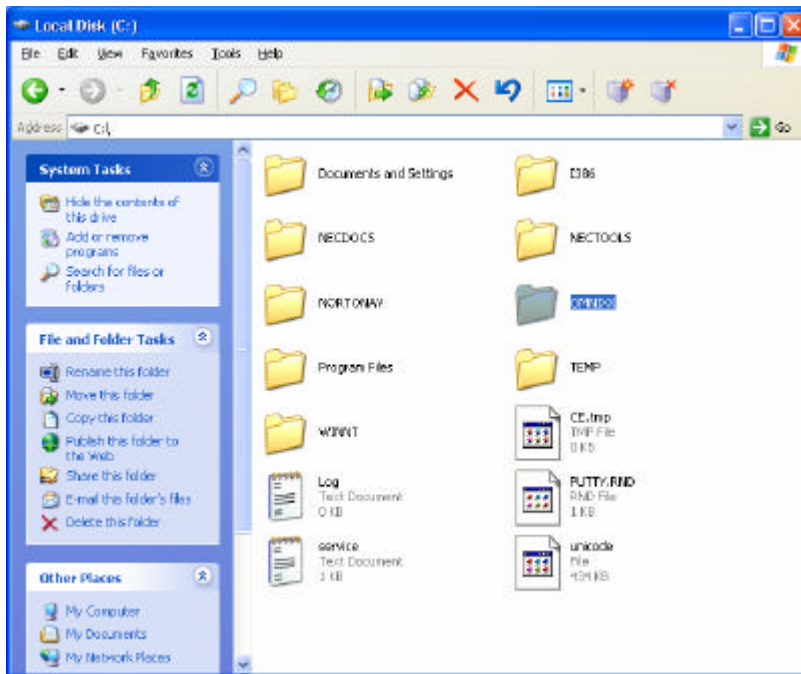 Local Disk (C:)
File Edit View Favorites Tools Help
Address C:\ Go
System Tasks
Hide the contents of
this drive
Add or remove
programs
Search for files or
folders
File and Folder Tasks
Rename this folder
Move this folder
Copy this folder
Publish this folder to
the Web
Share this folder
E-mail this folder's files
Delete this folder
Other Places
My Computer
My Documents
My Network Places
Documents and Settings
I386
NECDOCS
NECTOOLS
NORTONAV
Program Files
TEMP
WINNT
CE.tmp
TMP File
0 KB
Log
Text Document
0 KB
PUTTY.RND
RND File
1 KB
service
Text Document
1 KB
unicode
File
434 KB